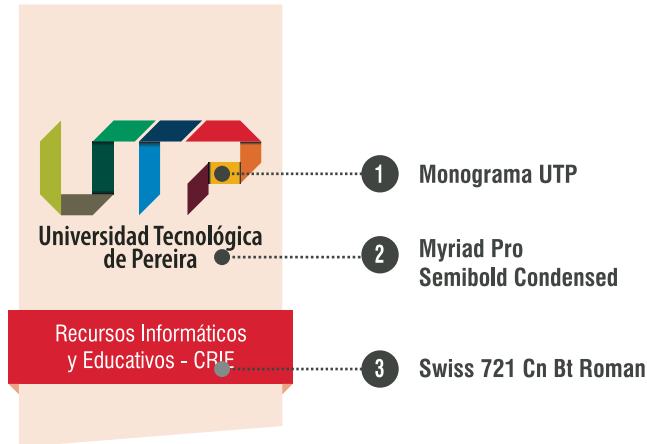 UTP
Universidad Tecnológica
de Pereira
Recursos Informáticos
y Educativos - CRIE
1 Monograma UTP
2 Myriad Pro
Semibold Condensed
3 Swiss 721 Cn Bt Roman